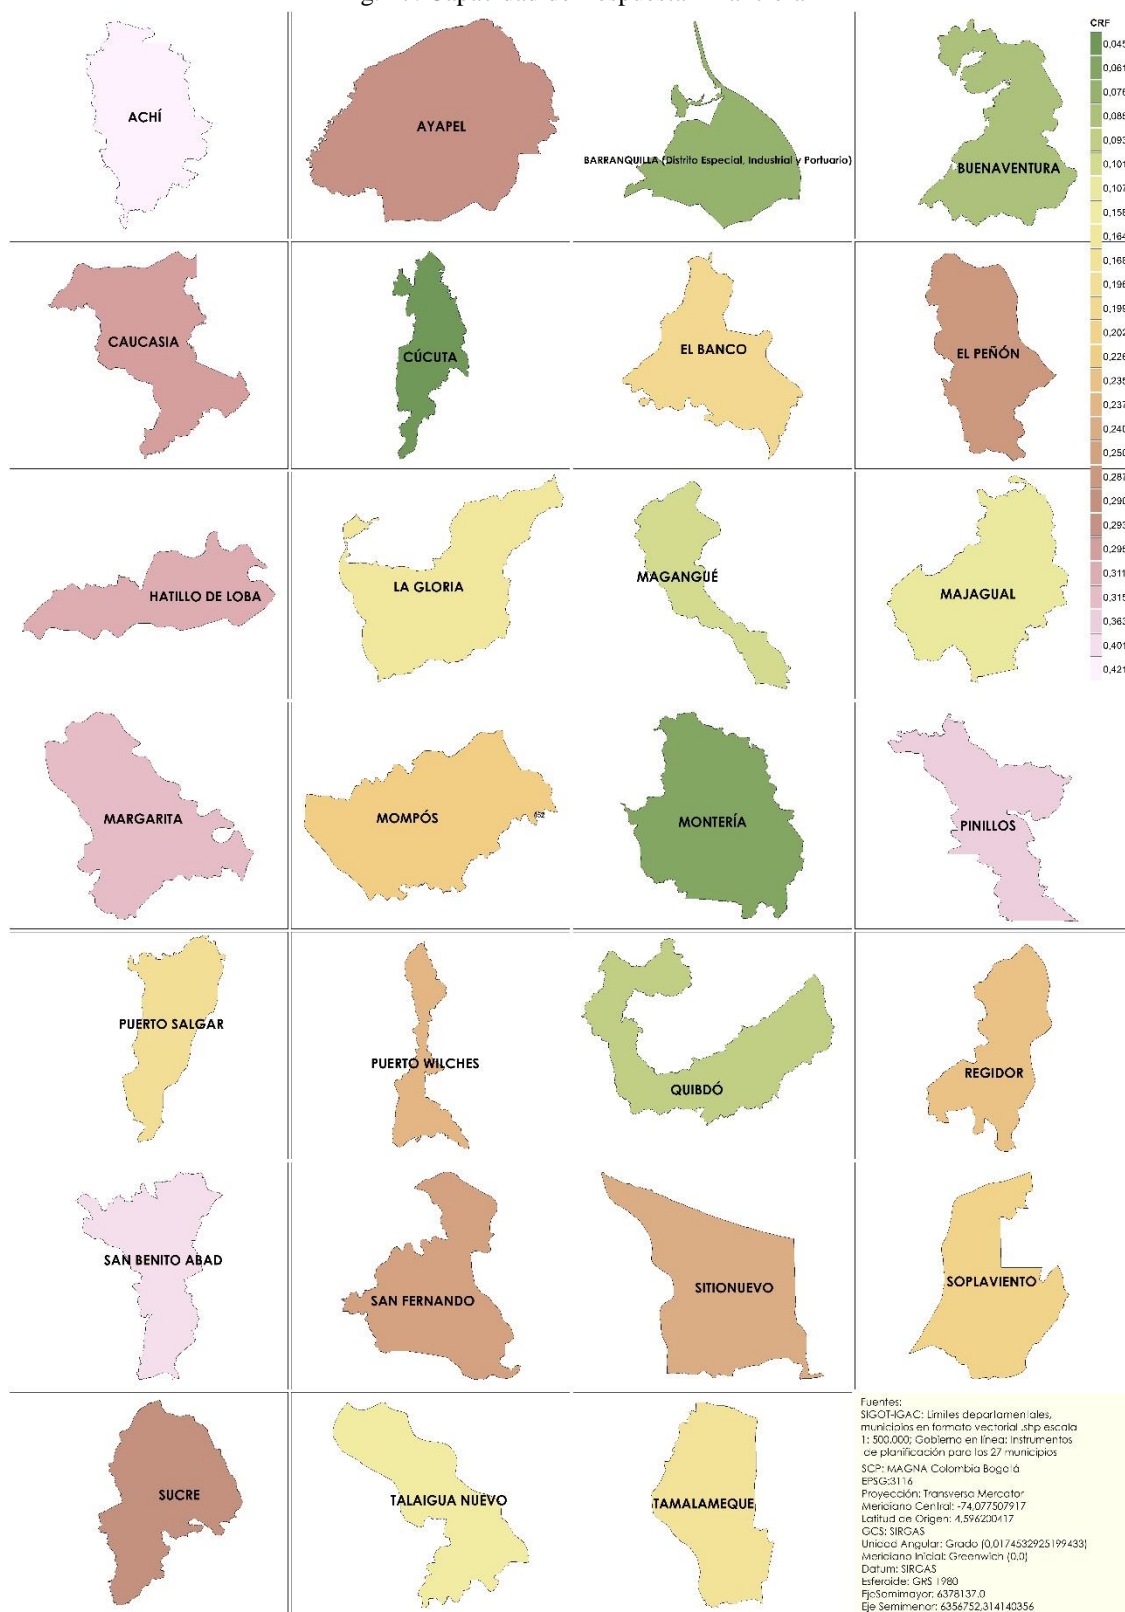 CRF
ACHÍ
AYAPEL
BARRANQUILLA (Distrito Especial, Industrial y Portuario)
BUENAVENTURA
0,045
0,061
0,076
0,085
0,093
0,101
0,107
0,158
0,164
0,168
0,196
0,199
0,202
0,226
0,235
0,237
0,240
0,250
0,287
0,290
0,293
0,295
0,311
0,315
0,363
0,401
0,421
CAUCASIA
CÚCUTA
EL BANCO
EL PEÑÓN
HATILLO DE LOBA
LA GLORIA
MAGANGUÉ
MAJAGUAL
MARGARITA
MOMPÓS
MONTERÍA
PINILLOS
PUERTO SALGAR
PUERTO WILCHES
QUIBDÓ
REGIDOR
SAN BENITO ABAD
SAN FERNANDO
SITIONUEVO
SOPLAVIENTO
SUCRE
TALAIGUA NUEVO
TAMALAMEQUE
Fuentes:
SIGOT-IGAC: Límites departamentales,
municipios en formato vectorial .shp escala
1: 500.000; Gobierno en línea: Instrumentos
de planificación para los 27 municipios
SCP: MAGNA Colombia Bogotá
EPSG:3116
Proyección: Transversa Mercator
Meridiano Central: -74,077507917
Latitud de Origen: 4,596200417
GCS: SIRGAS
Unidad Angular: Grado (0,0174532925199433)
Meridiano Inicial: Greenwich (0,0)
Datum: SIRGAS
Esferoide: GRS 1980
EjeSemimayor: 6378137,0
Eje Semimenor: 6356752,314140356